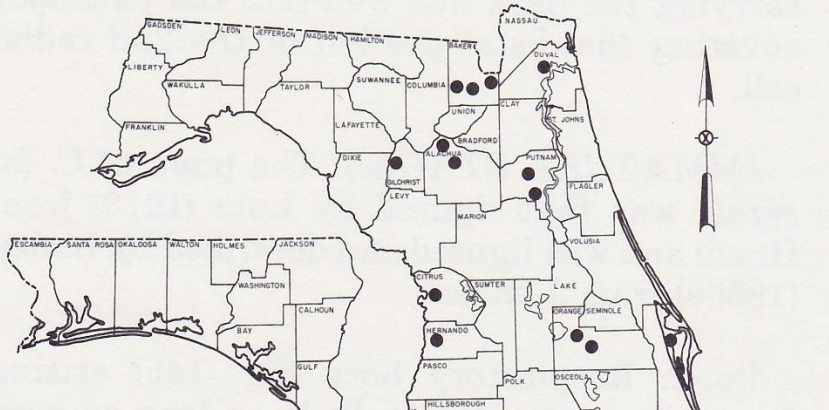 NASSAU
GADSDEN
LEON
JEFFERSON
MADISON
HAMILTON
BAKER
DUVAL
LIBERTY
WAKULLA
TAYLOR
SUWANNEE
COLUMBIA
UNION
CLAY
ST. JOHNS
FRANKLIN
LAFAYETTE
BRADFORD
DIXIE
ALACHUA
PUTNAM
GILCHRIST
FLAGLER
LEVY
MARION
VOLUSIA
ESCAMBIA
SANTA ROSA
OKALOOSA
WALTON
HOLMES
JACKSON
WASHINGTON
CITRUS
SUMTER
LAKE
CALHOUN
ORANGE
SEMINOLE
BAY
HERNANDO
GULF
PASCO
POLK
OSCEOLA
HILLSBOROUGH